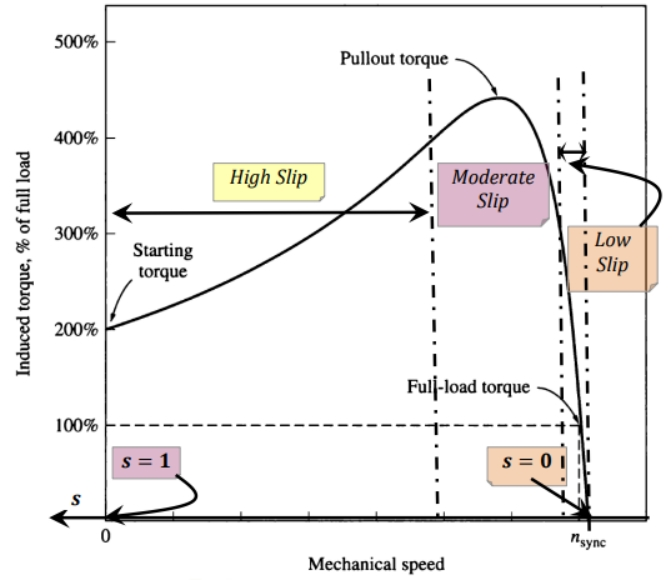 500%
Pullout torque
400%
High Slip
Moderate
Slip
300%
Low
Slip
Starting
torque
Induced torque, % of full load
200%
Full-load torque
100%
s = 1
s = 0
s
0
n sync
Mechanical speed